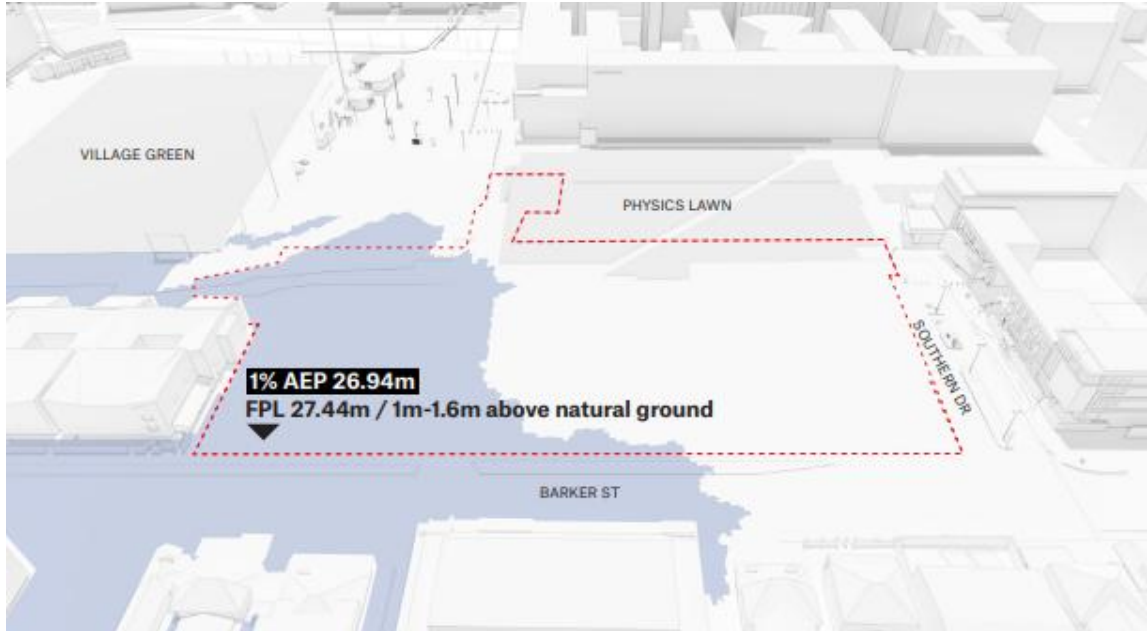 VILLAGE GREEN
PHYSICS LAWN
SOUTHERN DR
1% AEP 26.94m
FPL 27.44m / 1m-1.6m above natural ground
BARKER ST